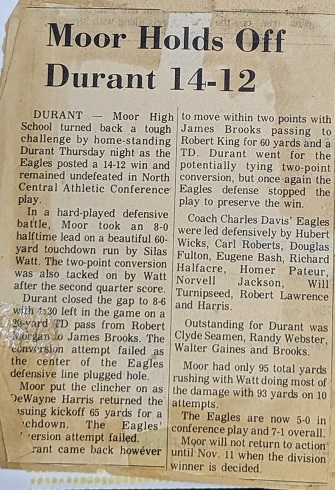 Moor Holds Off
Durant 14-12
DURANT — Moor High
School turned back a tough
challenge by home-standing
Durant Thursday night as the
Eagles posted a 14-12 win and
remained undefeated in North
Central Athletic Conference
play.
In a hard-played defensive
battle, Moor took an 8-0
halftime lead on a beautiful 60-
yard touchdown run by Silas
Watt. The two-point conversion
was also tacked on by Watt
after the second quarter score.
Durant closed the gap to 8-6
with 4:30 left in the game on a
26-yard TD pass from Robert
Morgan to James Brooks. The
conversion attempt failed as
the center of the Eagles
defensive line plugged hole.
Moor put the clincher on as
DeWayne Harris returned the
suing kickoff 65 yards for a
chdown. The Eagles'
version attempt failed.
rant came back however
to move within two points with
James Brooks passing to
Robert King for 60 yards and a
TD. Durant went for the
potentially tying two-point
conversion, but once again the
Eagles defense stopped the
play to preserve the win.
Coach Charles Davis' Eagles
were led defensively by Hubert
Wicks, Carl Roberts, Douglas
Fulton, Eugene Bash, Richard
Halfacre, Homer Pateur,
Norvell Jackson, Will
Turnipseed, Robert Lawrence
and Harris.
Outstanding for Durant was
Clyde Seamen, Randy Webster,
Walter Gaines and Brooks.
Moor had only 95 total yards
rushing with Watt doing most of
the damage with 93 yards on 10
attempts.
The Eagles are now 5-0 in
conference play and 7-1 overall.
Moor will not return to action
until Nov. 11 when the division
winner is decided.